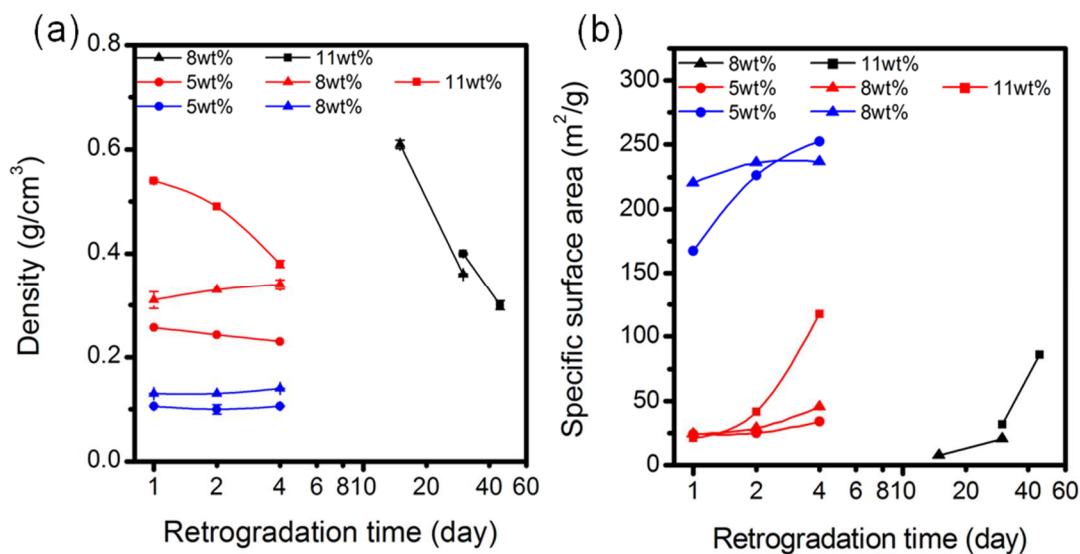 (a)
0.8
0.6
0.4
0.2
0.0
Density (g/cm³)
8wt% 11wt%
5wt% 8wt% 11wt%
5wt% 8wt%
1 2 4 6 8 10 20 40 60
Retrogradation time (day)
(b)
300
250
200
150
100
50
0
Specific surface area (m²/g)
8wt% 11wt%
5wt% 8wt% 11wt%
5wt% 8wt%
1 2 4 6 8 10 20 40 60
Retrogradation time (day)